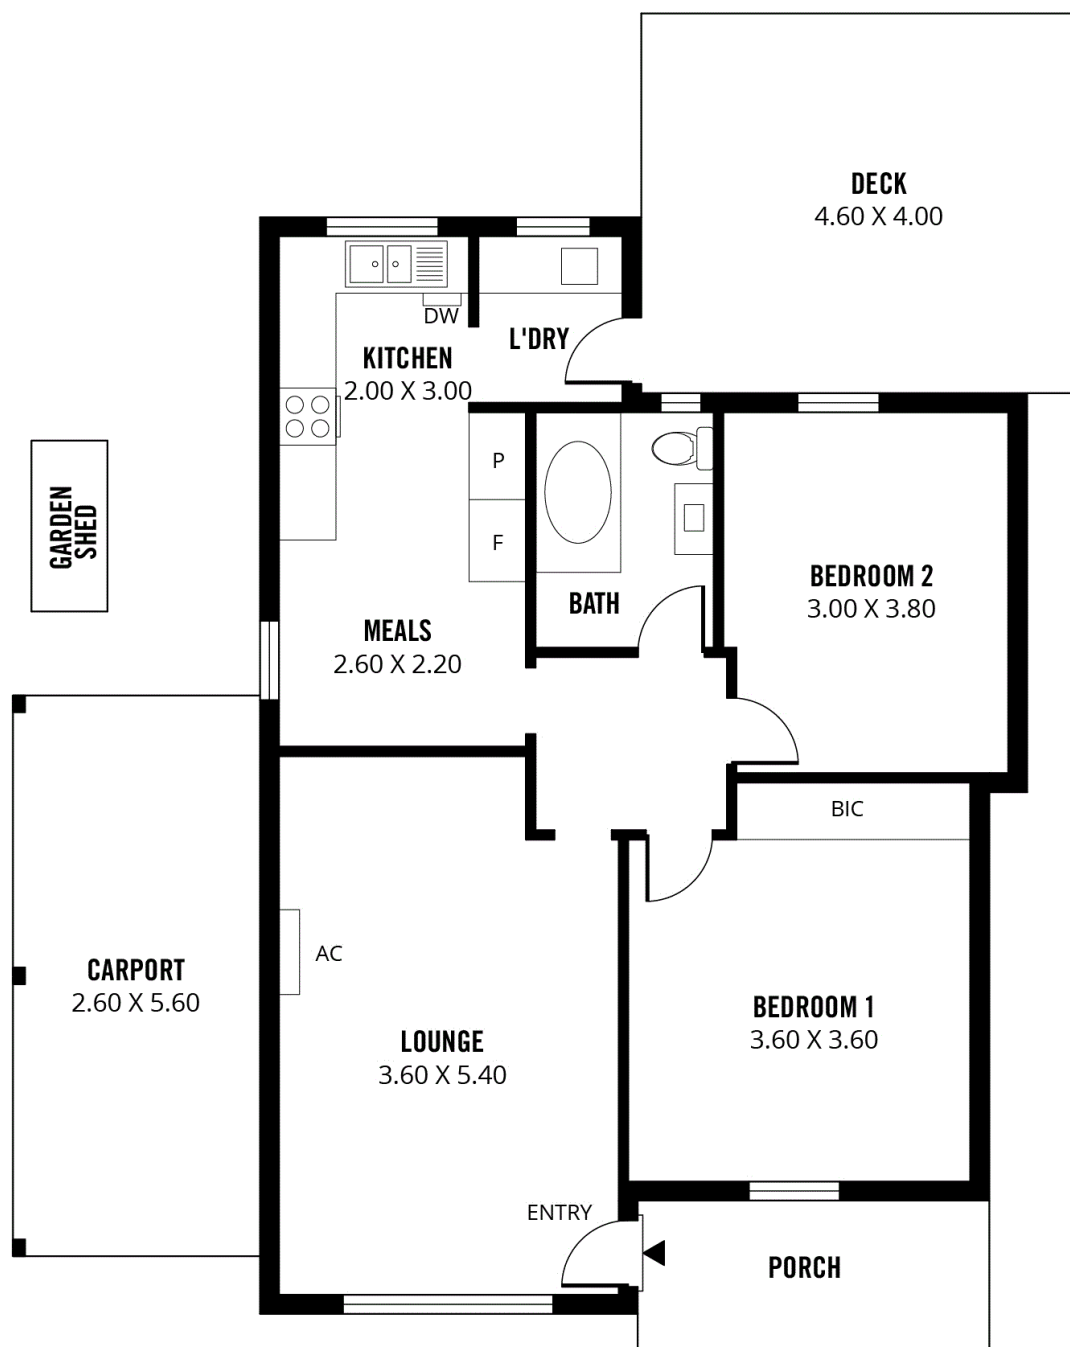 DECK
4.60 X 4.00
DW
L'DRY
KITCHEN
2.00 X 3.00
P
F
GARDEN
SHED
BATH
BEDROOM 2
3.00 X 3.80
MEALS
2.60 X 2.20
BIC
AC
CARPORT
2.60 X 5.60
LOUNGE
3.60 X 5.40
BEDROOM 1
3.60 X 3.60
ENTRY
PORCH